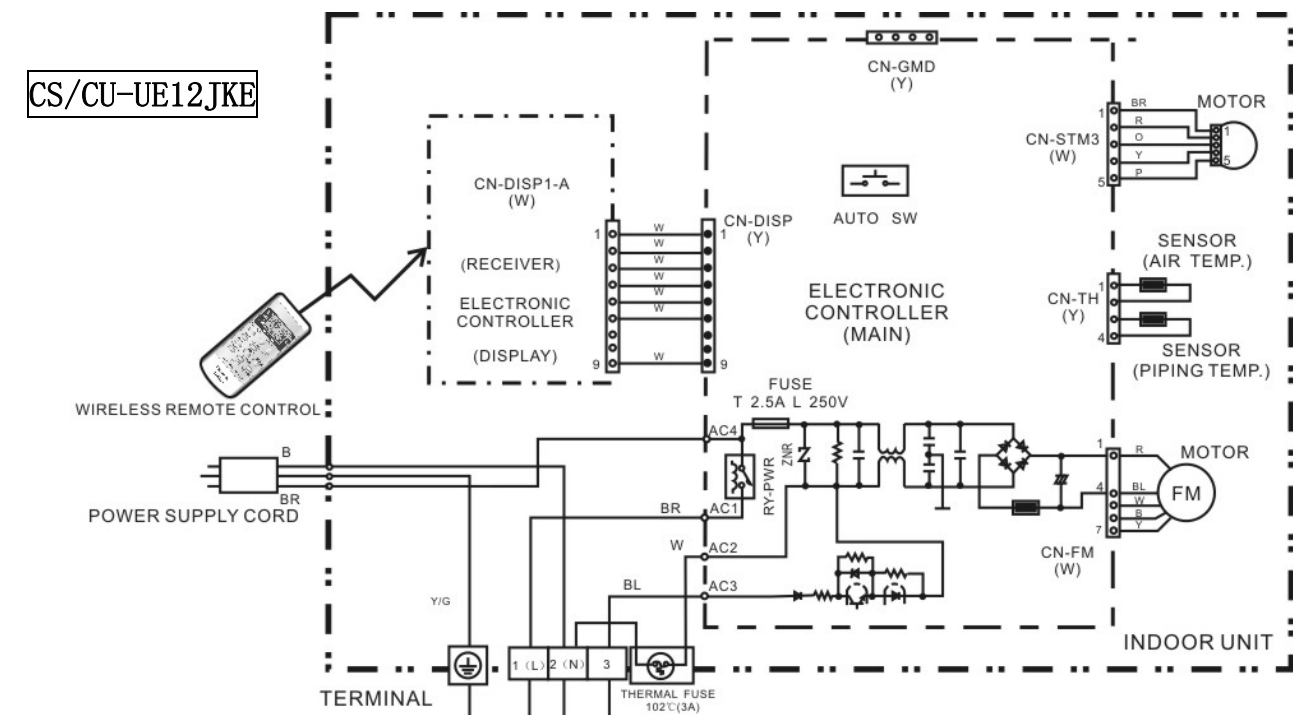 CS/CU-UE12JKE
CN-GMD
(Y)
MOTOR
CN-STM3
(W)
1
BR
R
O
Y
P
5
1
5
AUTO SW
CN-DISP1-A
(W)
CN-DISP
(Y)
1
W
W
W
W
W
W
W
9
1
9
(RECEIVER)
ELECTRONIC
CONTROLLER
(DISPLAY)
ELECTRONIC
CONTROLLER
(MAIN)
SENSOR
(AIR TEMP.)
CN-TH
(Y)
1
4
SENSOR
(PIPING TEMP.)
WIRELESS REMOTE CONTROL
FUSE
T 2.5A L 250V
AC4
ZNR
RY-PWR
B
BR
POWER SUPPLY CORD
BR
AC1
W
AC2
BL
AC3
1
4
7
R
BL
W
B
Y
MOTOR
FM
CN-FM
(W)
Y/G
INDOOR UNIT
1 (L)
2 (N)
3
TERMINAL
THERMAL FUSE
102℃(3A)